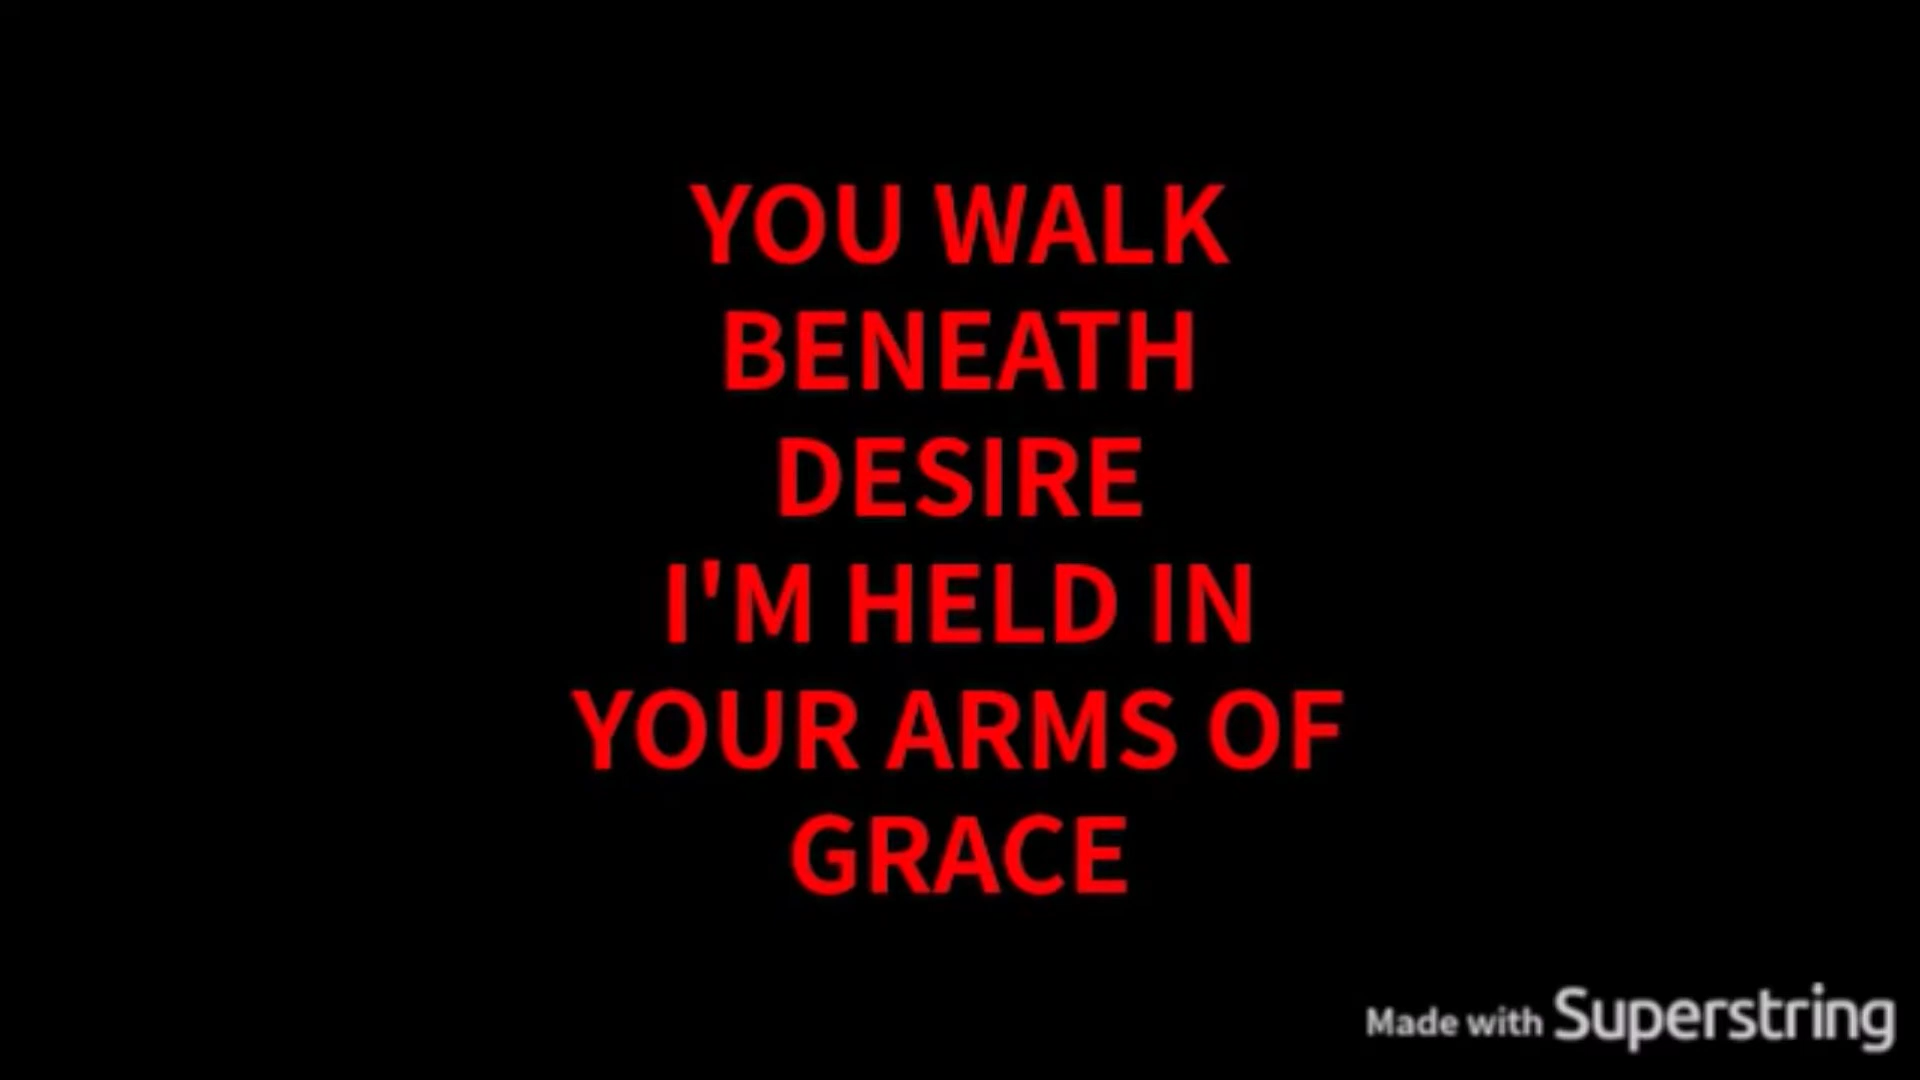 YOU WALK
BENEATH
DESIRE
I'M HELD IN
YOUR ARMS OF
GRACE
Made with Superstring